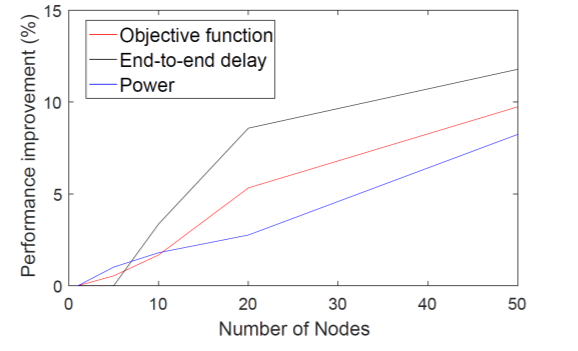 15
10
5
0
Performance improvement (%)
Objective function
End-to-end delay
Power
0 10 20 30 40 50
Number of Nodes